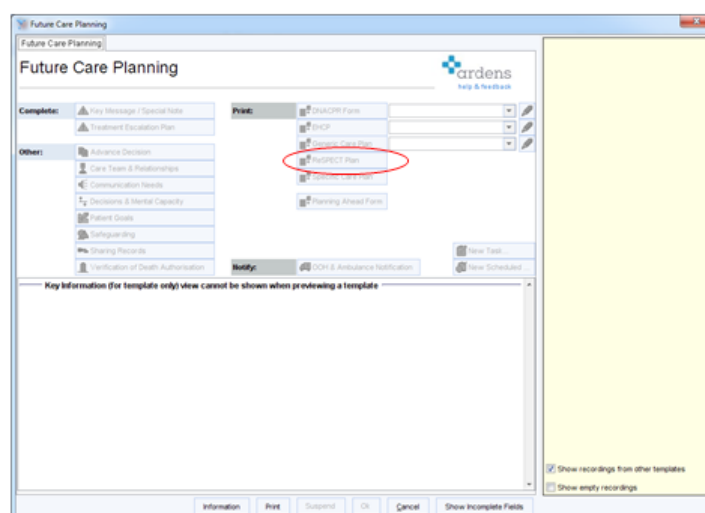 Future Care Planning
Future Care Planning
Future Care Planning
ardens
help & feedback
Complete:
Key Message / Special Note
Treatment Escalation Plan
Other:
Advance Decision
Care Team & Relationships
Communication Needs
Decisions & Mental Capacity
Patient Goals
Safeguarding
Sharing Records
Verification of Death Authorisation
Print:
DNACPR Form
EHCP
Generic Care Plan
ReSPECT Plan
Specific Care Plan
Planning Ahead Form
Notify:
OOH & Ambulance Notification
New Task...
New Scheduled ...
Key Information (for template only) view cannot be shown when previewing a template
Show recordings from other templates
Show empty recordings
Information Print Suspend Ok Cancel Show Incomplete Fields